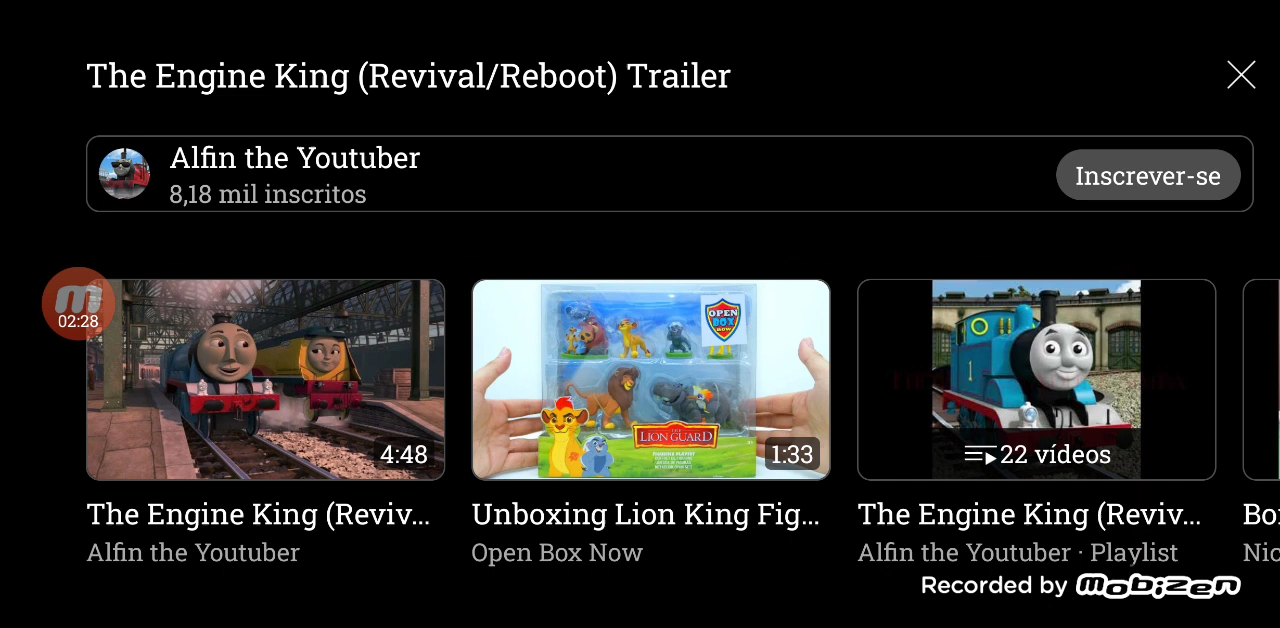 The Engine King (Revival/Reboot) Trailer
Alfin the Youtuber
8,18 mil inscritos
Inscrever-se
02:28
OPEN
BOX
NOW
THE
LION GUARD
1
4:48
1:33
22 vídeos
The Engine King (Reviv...
Unboxing Lion King Fig...
The Engine King (Reviv...
Alfin the Youtuber
Open Box Now
Alfin the Youtuber · Playlist
Recorded by mobizen